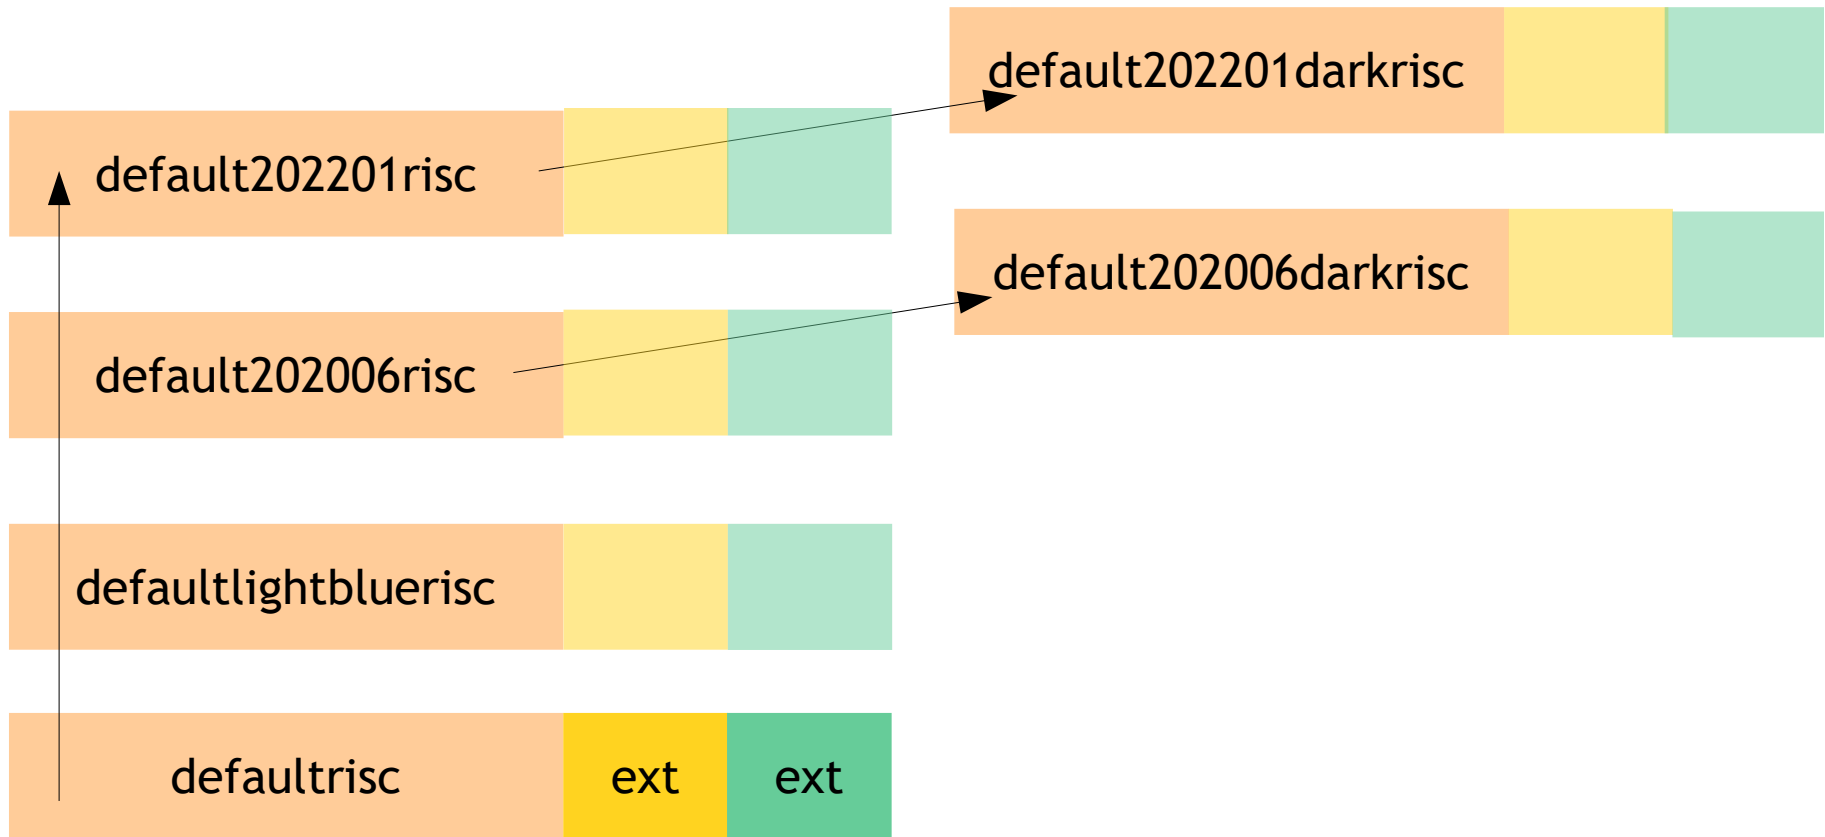 default202201darkrisc
default202201risc
default202006darkrisc
default202006risc
defaultlightbluerisc
defaultrisc ext ext